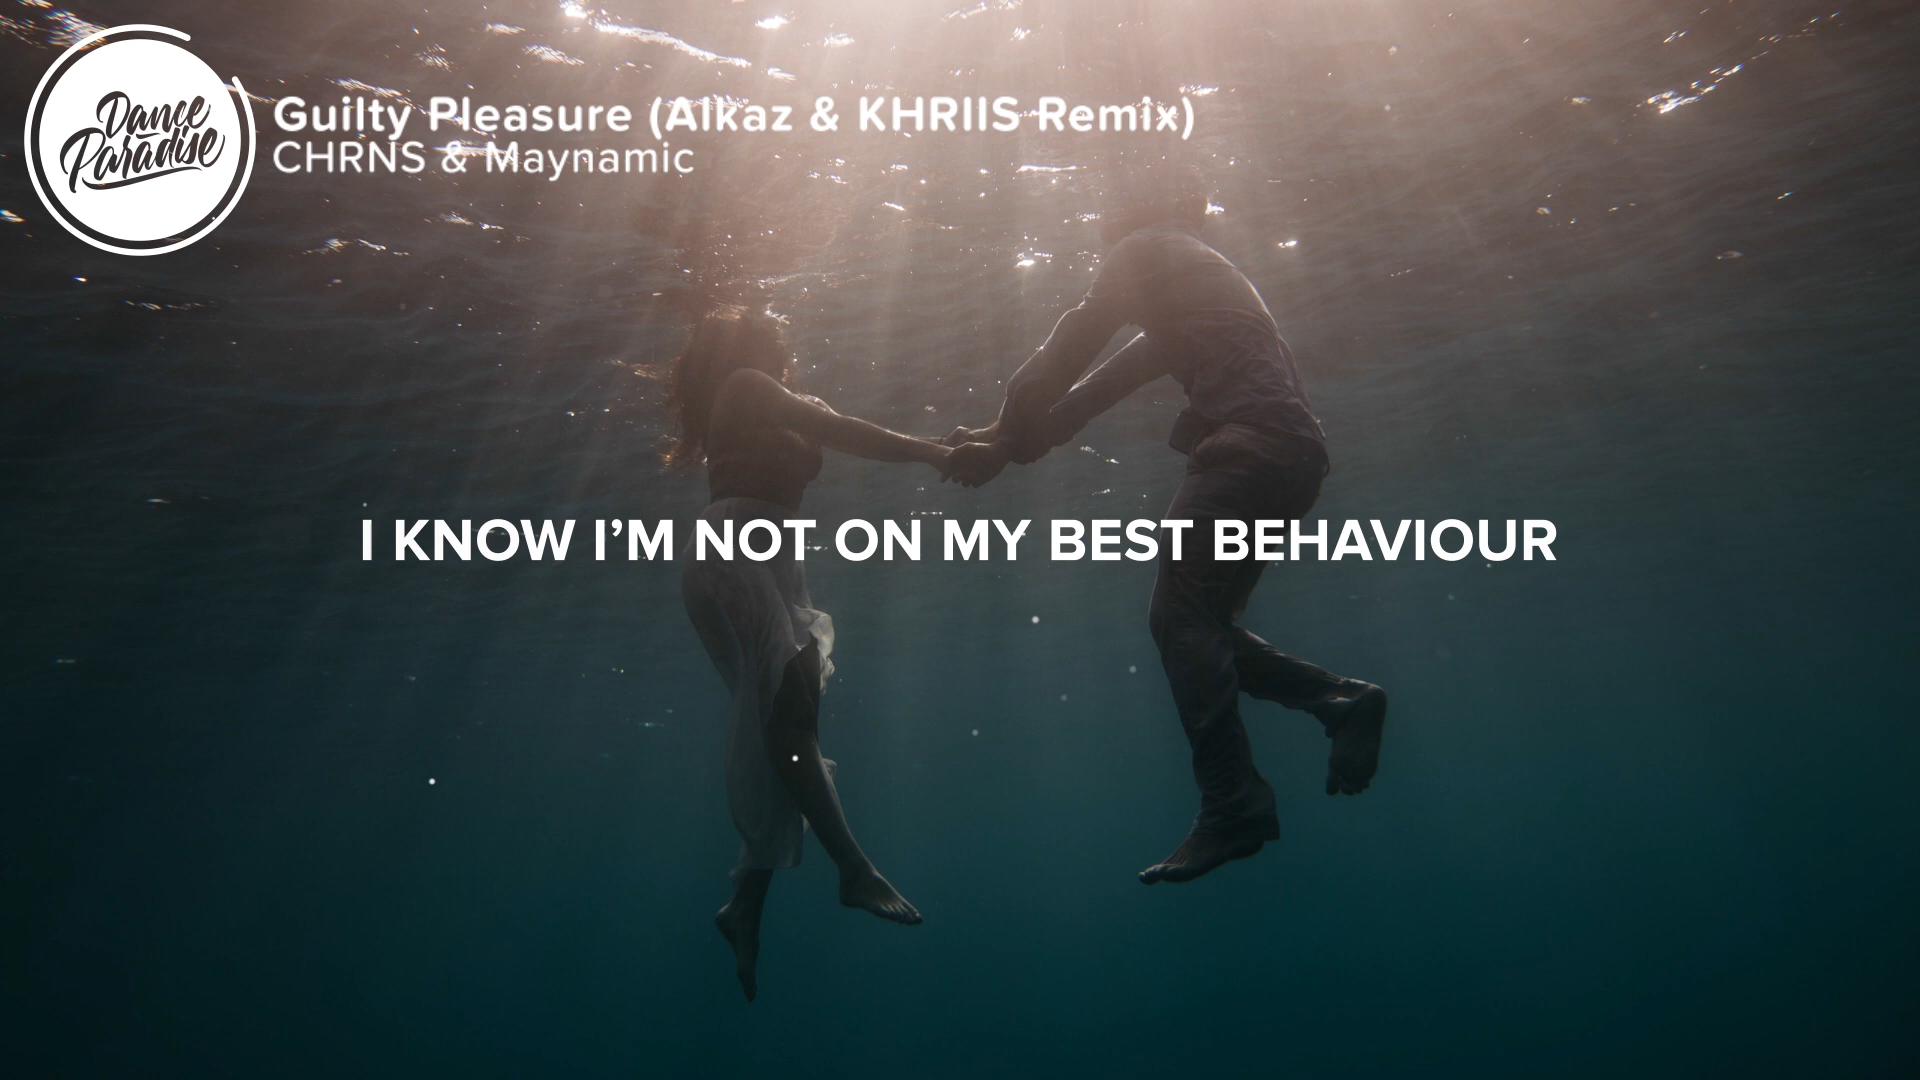 Dance
Paradise
Guilty Pleasure (Alkaz & KHRIIS Remix)
CHRNS & Maynamic
I KNOW I’M NOT ON MY BEST BEHAVIOUR